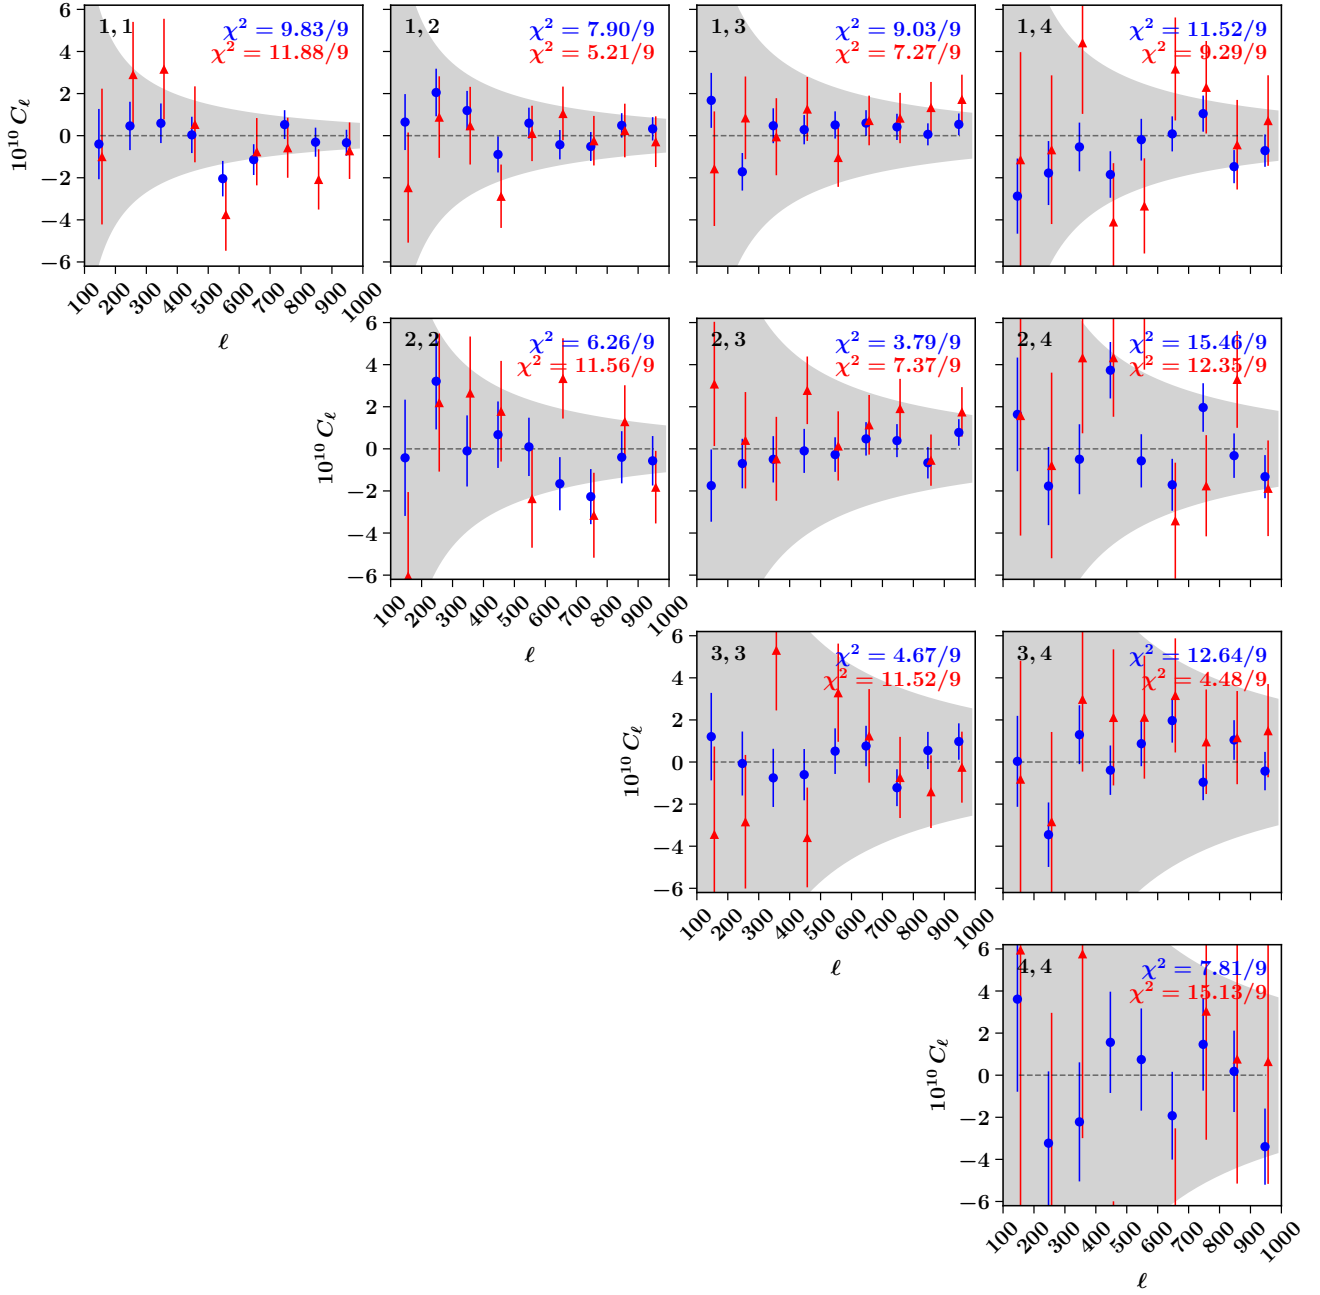 1, 1
χ² = 9.83/9
χ² = 11.88/9
1, 2
χ² = 7.90/9
χ² = 5.21/9
1, 3
χ² = 9.03/9
χ² = 7.27/9
1, 4
χ² = 11.52/9
χ² = 9.29/9
10¹⁰ Cℓ
6
4
2
0
−2
−4
−6
100 200 300 400 500 600 700 800 900 1000
ℓ
2, 2
χ² = 6.26/9
χ² = 11.56/9
2, 3
χ² = 3.79/9
χ² = 7.37/9
2, 4
χ² = 15.46/9
χ² = 12.35/9
10¹⁰ Cℓ
6
4
2
0
−2
−4
−6
100 200 300 400 500 600 700 800 900 1000
ℓ
3, 3
χ² = 4.67/9
χ² = 11.52/9
3, 4
χ² = 12.64/9
χ² = 4.48/9
10¹⁰ Cℓ
6
4
2
0
−2
−4
−6
100 200 300 400 500 600 700 800 900 1000
ℓ
4, 4
χ² = 7.81/9
χ² = 15.13/9
10¹⁰ Cℓ
6
4
2
0
−2
−4
−6
100 200 300 400 500 600 700 800 900 1000
ℓ